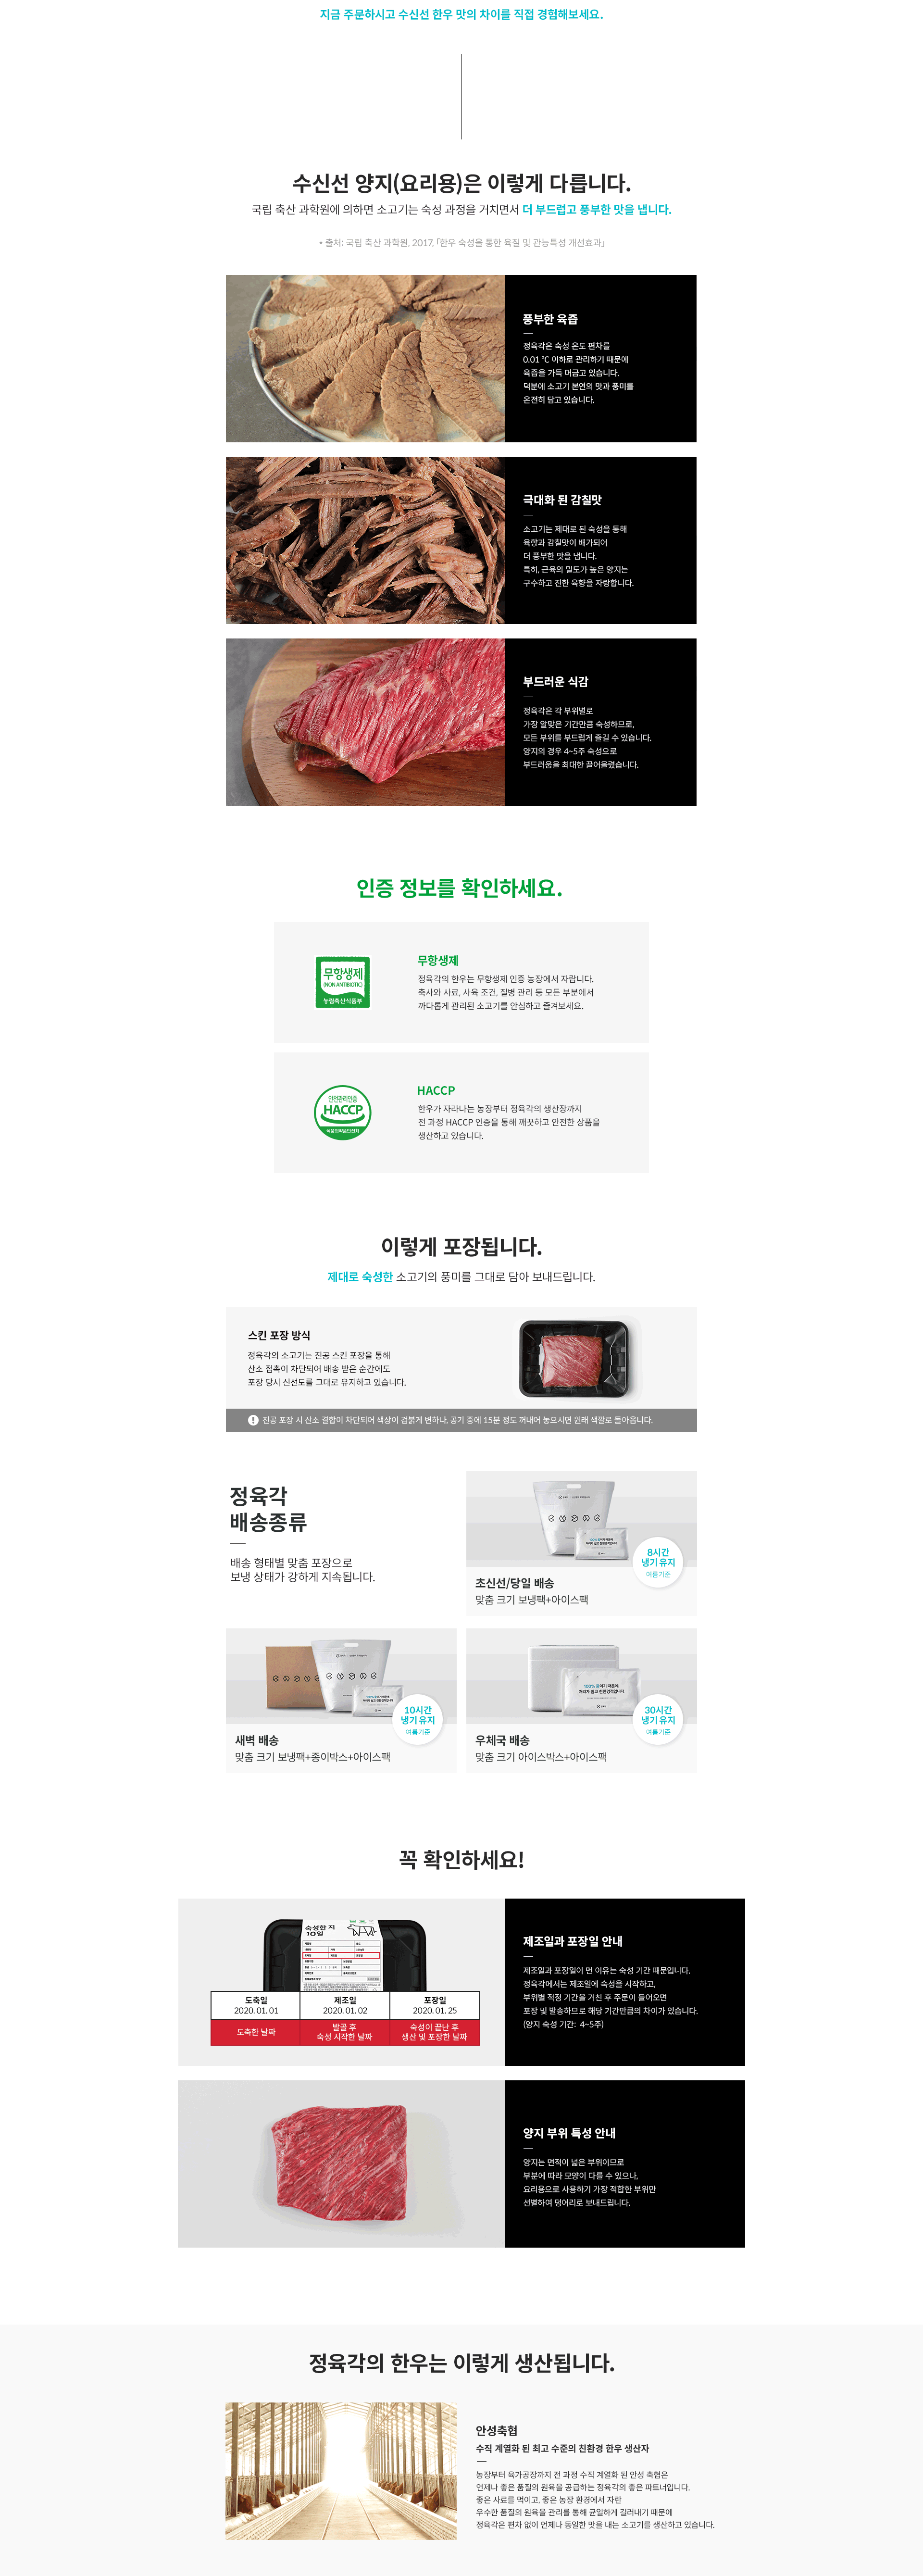 지금 주문하시고 수신선 한우 맛의 차이를 직접 경험해보세요.
수신선 양지(요리용)은 이렇게 다릅니다.
국립 축산 과학원에 의하면 소고기는 숙성 과정을 거치면서 더 부드럽고 풍부한 맛을 냅니다.
* 출처: 국립 축산 과학원, 2017, 「한우 숙성을 통한 육질 및 관능특성 개선효과」
풍부한 육즙
정육각은 숙성 온도 편차를
0.01 ℃ 이하로 관리하기 때문에
육즙을 가득 머금고 있습니다.
덕분에 소고기 본연의 맛과 풍미를
온전히 담고 있습니다.
극대화 된 감칠맛
소고기는 제대로 된 숙성을 통해
육향과 감칠맛이 배가되어
더 풍부한 맛을 냅니다.
특히, 근육의 밀도가 높은 양지는
구수하고 진한 육향을 자랑합니다.
부드러운 식감
정육각은 각 부위별로
가장 알맞은 기간만큼 숙성하므로,
모든 부위를 부드럽게 즐길 수 있습니다.
양지의 경우 4~5주 숙성으로
부드러움을 최대한 끌어올렸습니다.
인증 정보를 확인하세요.
무항생제
(NON ANTIBIOTIC)
농림축산식품부
무항생제
정육각의 한우는 무항생제 인증 농장에서 자랍니다.
축사와 사료, 사육 조건, 질병 관리 등 모든 부분에서
까다롭게 관리된 소고기를 안심하고 즐겨보세요.
안전관리인증
HACCP
식품의약품안전처
HACCP
한우가 자라나는 농장부터 정육각의 생산장까지
전 과정 HACCP 인증을 통해 깨끗하고 안전한 상품을
생산하고 있습니다.
이렇게 포장됩니다.
제대로 숙성한 소고기의 풍미를 그대로 담아 보내드립니다.
스킨 포장 방식
정육각의 소고기는 진공 스킨 포장을 통해
산소 접촉이 차단되어 배송 받은 순간에도
포장 당시 신선도를 그대로 유지하고 있습니다.
! 진공 포장 시 산소 결합이 차단되어 색상이 검붉게 변하나, 공기 중에 15분 정도 꺼내어 놓으시면 원래 색깔로 돌아옵니다.
정육각
배송종류
배송 형태별 맞춤 포장으로
보냉 상태가 강하게 지속됩니다.
8시간
냉기유지
여름기준
초신선/당일 배송
맞춤 크기 보냉팩+아이스팩
10시간
냉기유지
여름기준
새벽 배송
맞춤 크기 보냉팩+종이박스+아이스팩
100% 물이기 때문에
처리가 쉽고 친환경적입니다
30시간
냉기유지
여름기준
우체국 배송
맞춤 크기 아이스박스+아이스팩
꼭 확인하세요!
숙성한 지
10일
도축일
2020. 01. 01
제조일
2020. 01. 02
포장일
2020. 01. 25
도축한 날짜
발골 후
숙성 시작한 날짜
숙성이 끝난 후
생산 및 포장한 날짜
제조일과 포장일 안내
제조일과 포장일이 먼 이유는 숙성 기간 때문입니다.
정육각에서는 제조일에 숙성을 시작하고,
부위별 적정 기간을 거친 후 주문이 들어오면
포장 및 발송하므로 해당 기간만큼의 차이가 있습니다.
(양지 숙성 기간: 4~5주)
양지 부위 특성 안내
양지는 면적이 넓은 부위이므로
부분에 따라 모양이 다를 수 있으나,
요리용으로 사용하기 가장 적합한 부위만
선별하여 덩어리로 보내드립니다.
정육각의 한우는 이렇게 생산됩니다.
안성축협
수직 계열화 된 최고 수준의 친환경 한우 생산자
농장부터 육가공장까지 전 과정 수직 계열화 된 안성 축협은
언제나 좋은 품질의 원육을 공급하는 정육각의 좋은 파트너입니다.
좋은 사료를 먹이고, 좋은 농장 환경에서 자란
우수한 품질의 원육을 관리를 통해 균일하게 길러내기 때문에
정육각은 편차 없이 언제나 동일한 맛을 내는 소고기를 생산하고 있습니다.